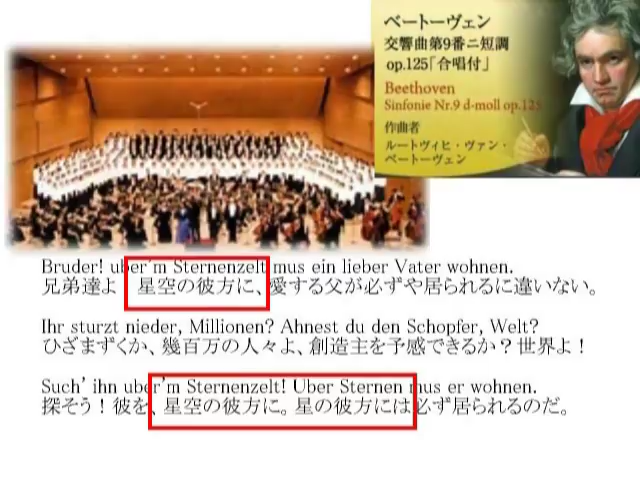 ベートーヴェン
交響曲第9番ニ短調
op.125「合唱付」
Beethoven
Sinfonie Nr.9 d-moll op.125
作曲者
ルートヴィヒ・ヴァン・
ベートーヴェン
Bruder! uber'm Sternenzelt mus ein lieber Vater wohnen.
兄弟達よ　星空の彼方に、愛する父が必ずや居られるに違いない。
Ihr sturzt nieder, Millionen? Ahnest du den Schopfer, Welt?
ひざまずくか、幾百万の人々よ、創造主を予感できるか？世界よ！
Such' ihn uber'm Sternenzelt! Uber Sternen mus er wohnen.
探そう！彼を、星空の彼方に。星の彼方には必ず居られるのだ。